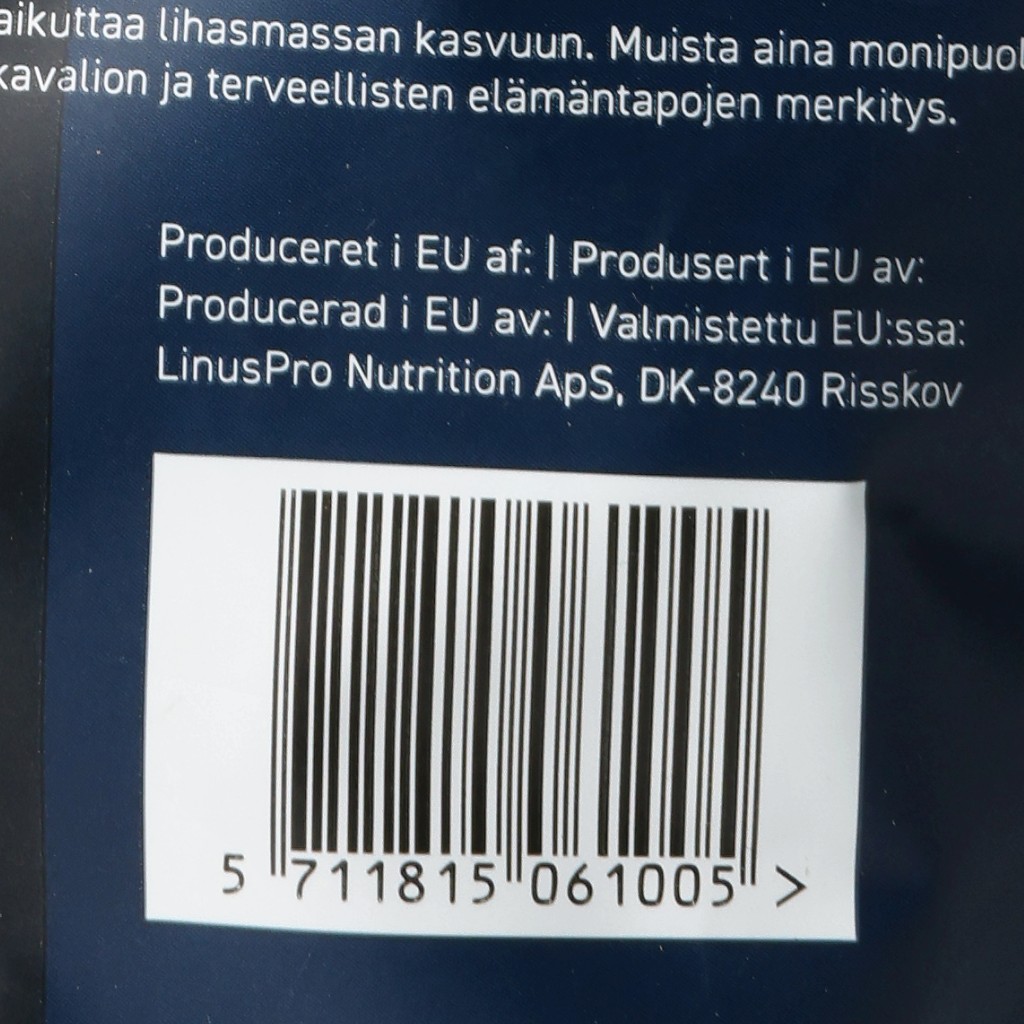 aikuttaa lihasmassan kasvuun. Muista aina monipuol
kavalion ja terveellisten elämäntapojen merkitys.
Produceret i EU af: | Produsert i EU av:
Producerad i EU av: | Valmistettu EU:ssa:
LinusPro Nutrition ApS, DK-8240 Risskov
5 711815 061005 >